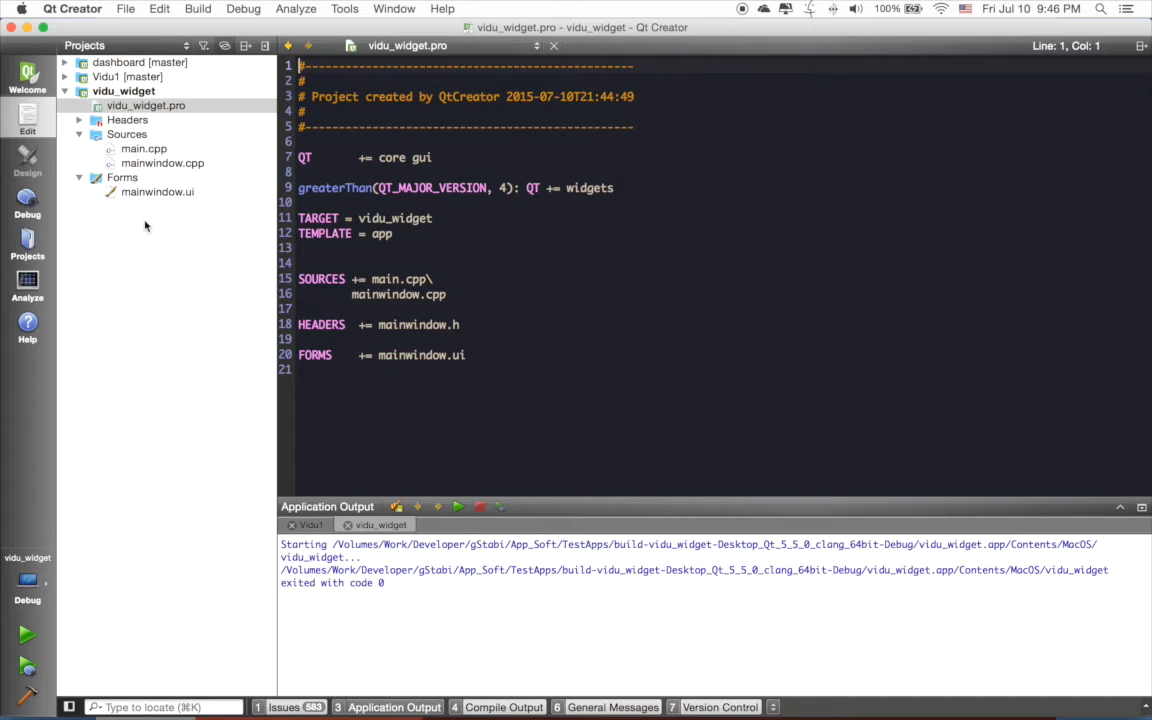 Qt Creator File Edit Build Debug Analyze Tools Window Help 100% Fri Jul 10 9:46 PM
vidu_widget.pro - vidu_widget - Qt Creator
Projects vidu_widget.pro Line: 1, Col: 1
Welcome
Edit
Design
Debug
Projects
Analyze
Help
vidu_widget
Debug
dashboard [master]
Vidu1 [master]
vidu_widget
vidu_widget.pro
Headers
Sources
main.cpp
mainwindow.cpp
Forms
mainwindow.ui
1 #-------------------------------------------------
2 #
3 # Project created by QtCreator 2015-07-10T21:44:49
4 #
5 #-------------------------------------------------
6
7 QT += core gui
8
9 greaterThan(QT_MAJOR_VERSION, 4): QT += widgets
10
11 TARGET = vidu_widget
12 TEMPLATE = app
13
14
15 SOURCES += main.cpp\
16 mainwindow.cpp
17
18 HEADERS += mainwindow.h
19
20 FORMS += mainwindow.ui
21
Application Output
Vidu1 vidu_widget
Starting /Volumes/Work/Developer/gStabi/App_Soft/TestApps/build-vidu_widget-Desktop_Qt_5_5_0_clang_64bit-Debug/vidu_widget.app/Contents/MacOS/
vidu_widget...
/Volumes/Work/Developer/gStabi/App_Soft/TestApps/build-vidu_widget-Desktop_Qt_5_5_0_clang_64bit-Debug/vidu_widget.app/Contents/MacOS/vidu_widget
exited with code 0
Type to locate (⌘K) 1 Issues 583 3 Application Output 4 Compile Output 6 General Messages 7 Version Control